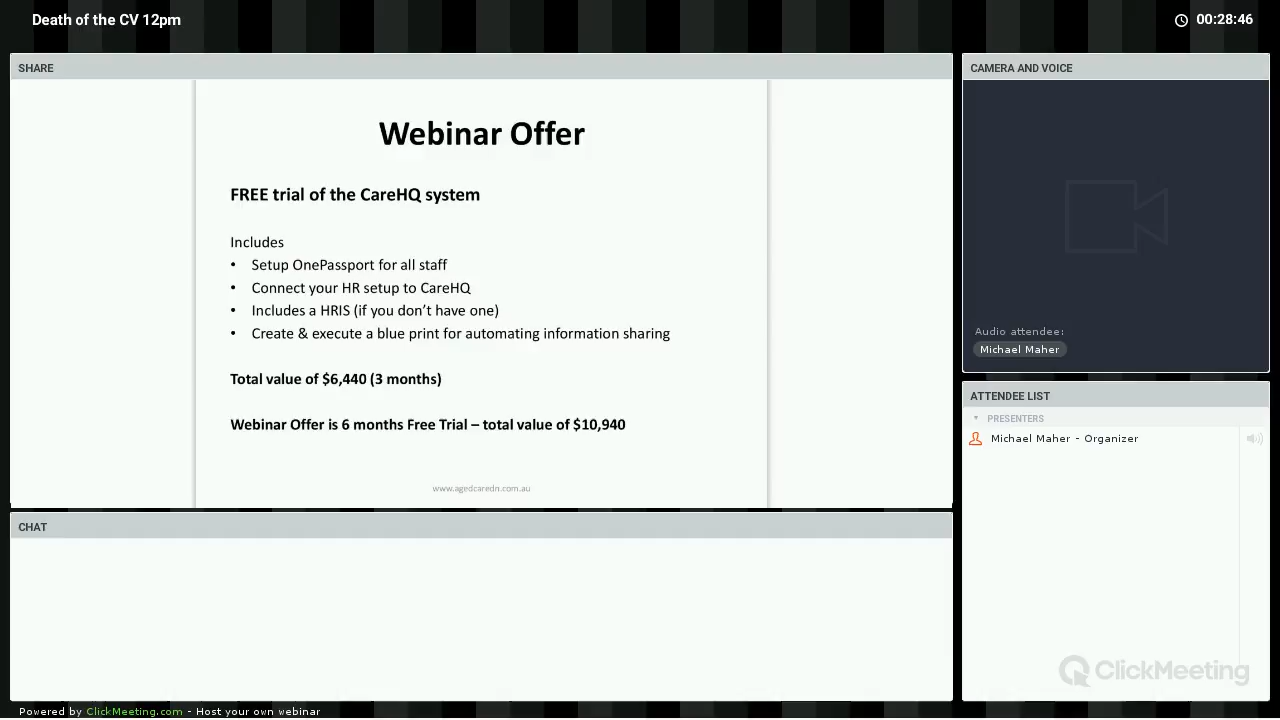 Death of the CV 12pm
00:28:46
SHARE
Webinar Offer
FREE trial of the CareHQ system
Includes
• Setup OnePassport for all staff
• Connect your HR setup to CareHQ
• Includes a HRIS (if you don’t have one)
• Create & execute a blue print for automating information sharing
Total value of $6,440 (3 months)
Webinar Offer is 6 months Free Trial – total value of $10,940
www.agedcaredn.com.au
CHAT
CAMERA AND VOICE
Audio attendee:
Michael Maher
ATTENDEE LIST
PRESENTERS
Michael Maher - Organizer
ClickMeeting
Powered by ClickMeeting.com - Host your own webinar